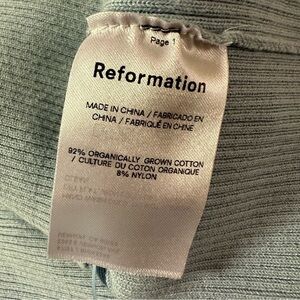 Page 1
Reformation
MADE IN CHINA / FABRICADO EN
CHINA / FABRIQUÉ EN CHINE
92% ORGANICALLY GROWN COTTON
/ CULTURE DU COTON ORGANIQUE
8% NYLON